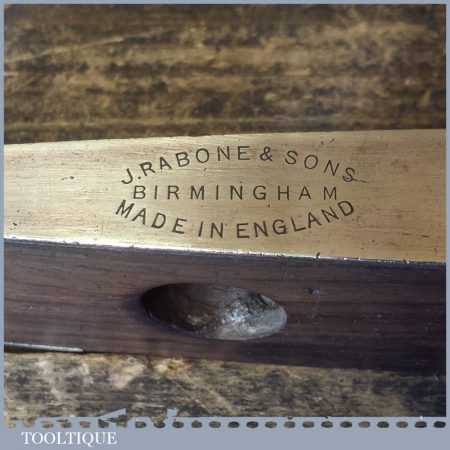 J. RABONE & SONS
BIRMINGHAM
MADE IN ENGLAND
TOOLTIQUE